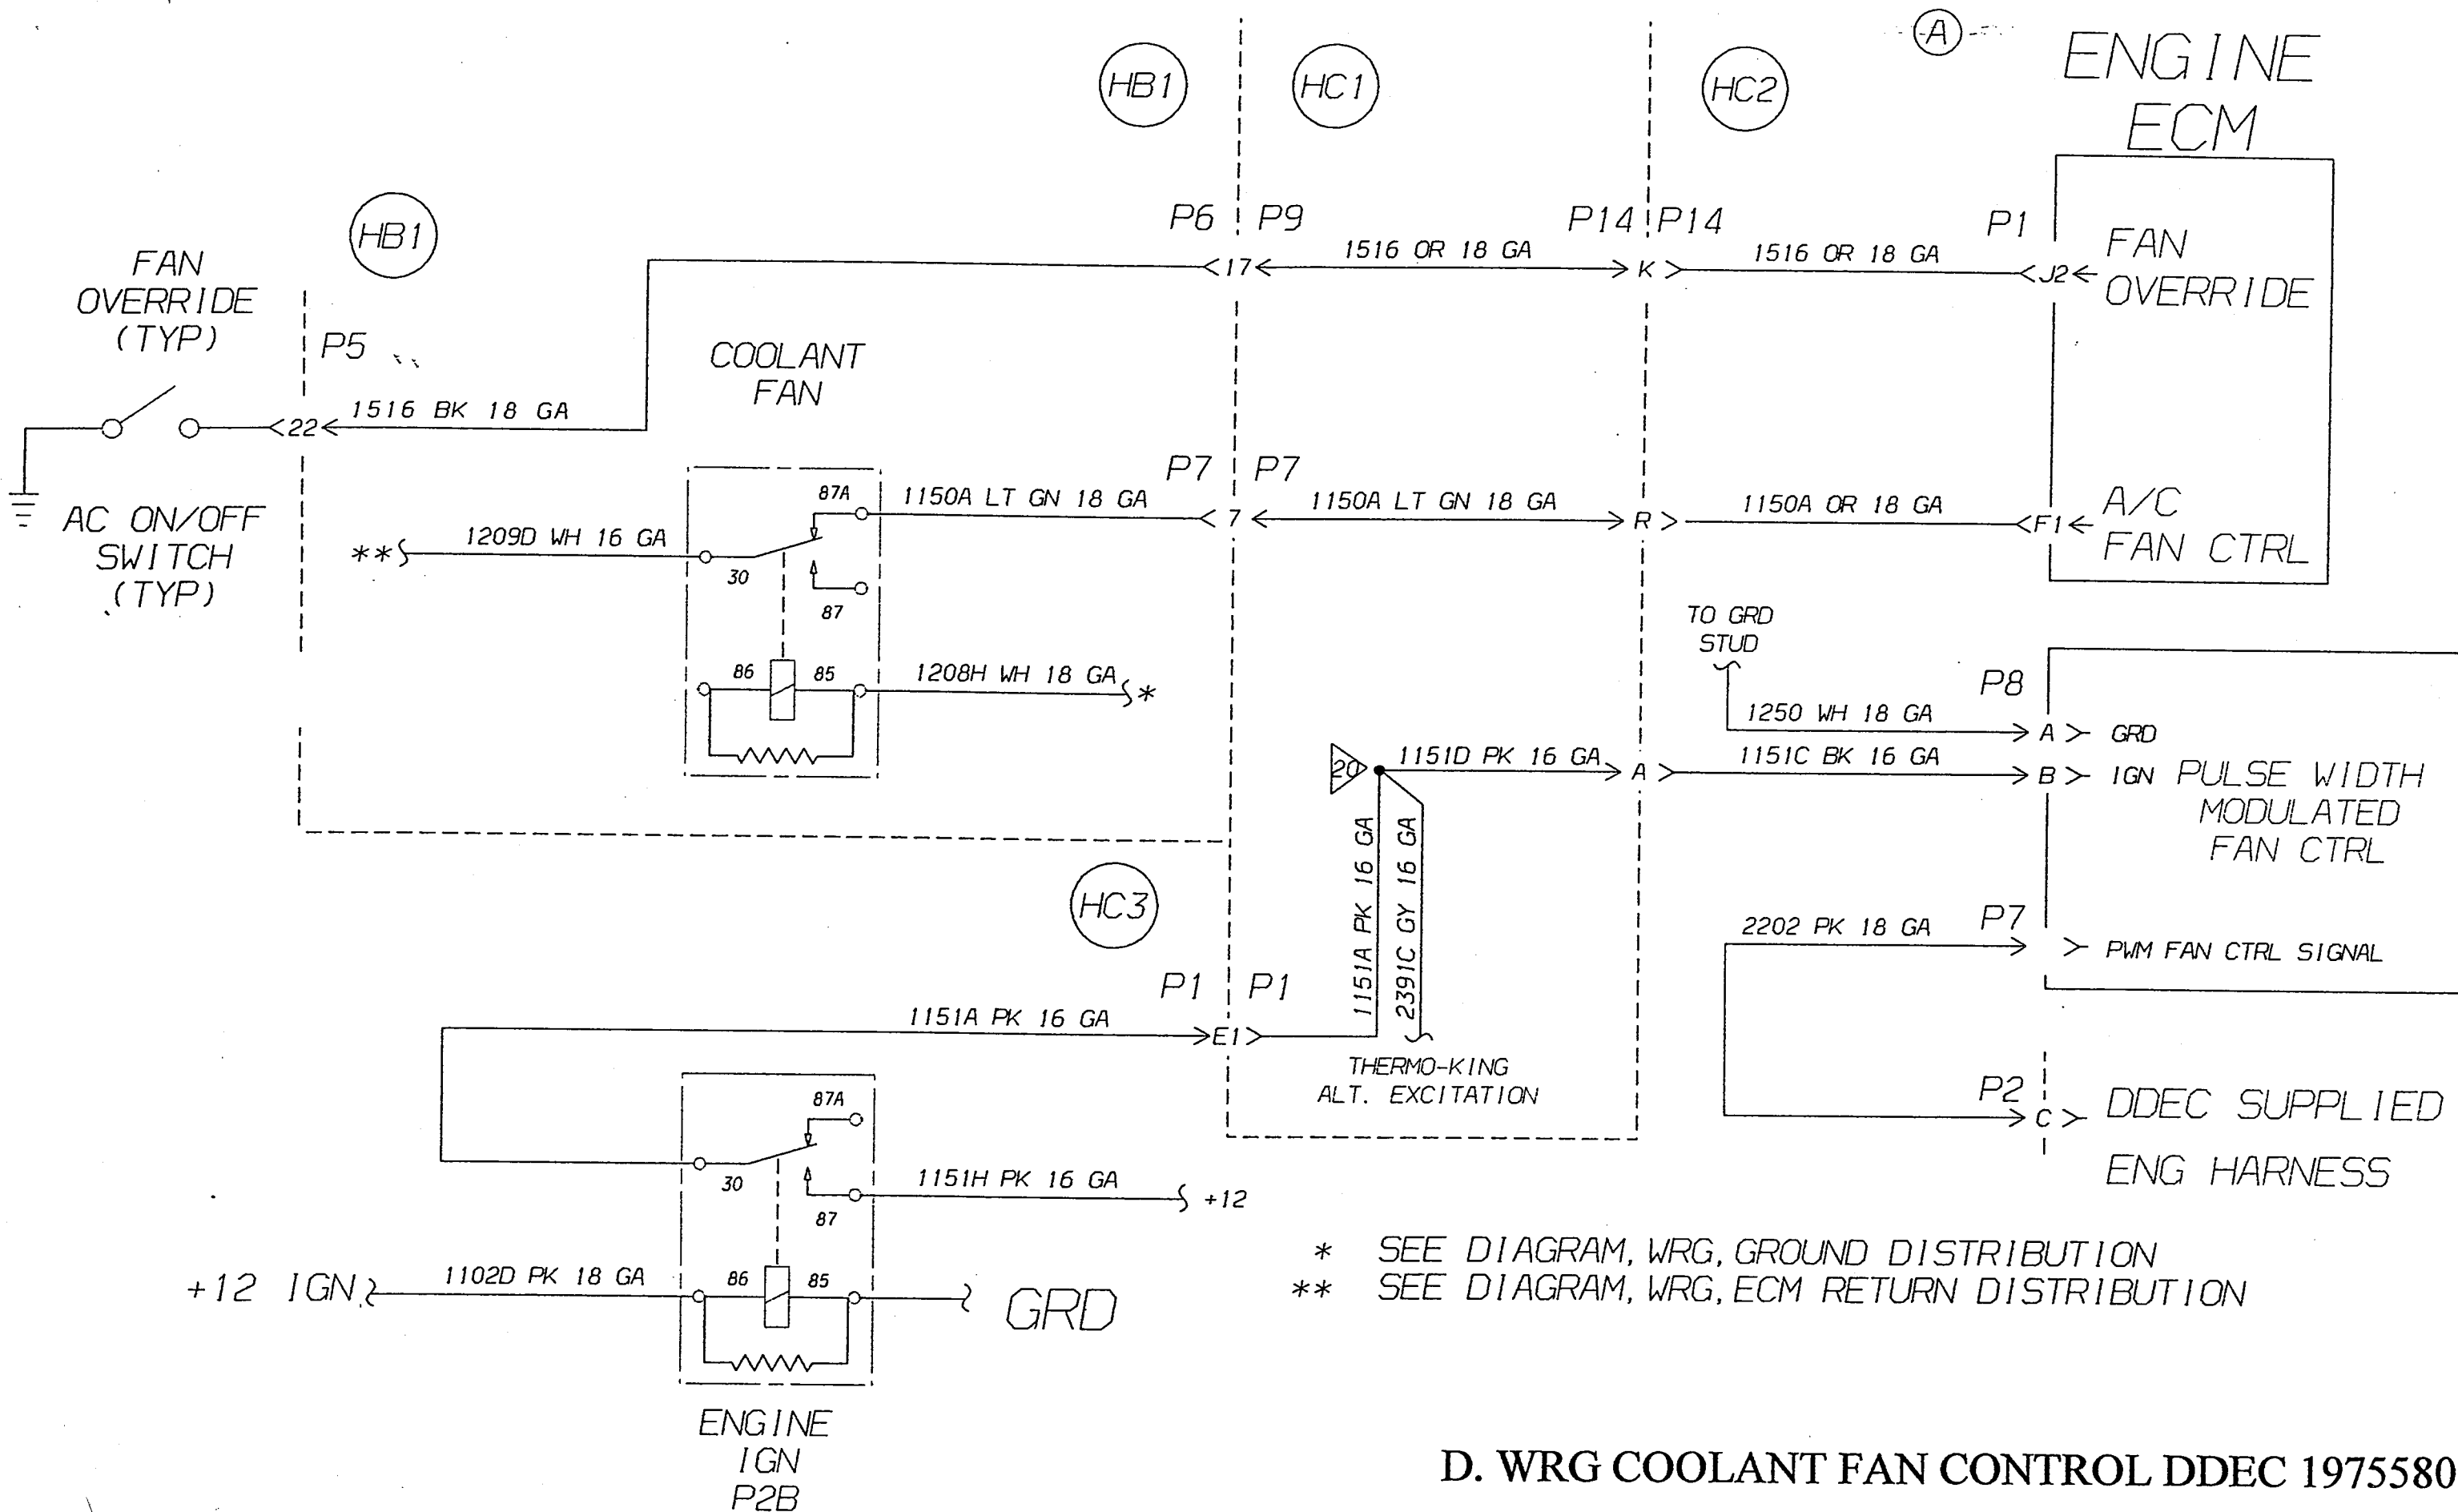 A
ENGINE
ECM
HB1
HC1
HC2
HB1
P6
P9
P14
P14
P1
FAN
OVERRIDE
(TYP)
P5
1516 OR 18 GA
1516 OR 18 GA
17
K
J2
FAN
OVERRIDE
COOLANT
FAN
1516 BK 18 GA
22
P7
P7
AC ON/OFF
SWITCH
(TYP)
**
1209D WH 16 GA
87A
30
87
1150A LT GN 18 GA
7
1150A LT GN 18 GA
R
1150A OR 18 GA
F1
A/C
FAN CTRL
86
85
1208H WH 18 GA
*
TO GRD
STUD
P8
1250 WH 18 GA
A
GRD
20
1151D PK 16 GA
A
1151C BK 16 GA
B
IGN
PULSE WIDTH
MODULATED
FAN CTRL
1151A PK 16 GA
2391C GY 16 GA
HC3
2202 PK 18 GA
P7
PWM FAN CTRL SIGNAL
P1
P1
1151A PK 16 GA
E1
THERMO-KING
ALT. EXCITATION
P2
C
DDEC SUPPLIED
ENG HARNESS
87A
30
87
1151H PK 16 GA
+12
+12 IGN
1102D PK 18 GA
86
85
GRD
* SEE DIAGRAM, WRG, GROUND DISTRIBUTION
** SEE DIAGRAM, WRG, ECM RETURN DISTRIBUTION
ENGINE
IGN
P2B
D. WRG COOLANT FAN CONTROL DDEC 1975580